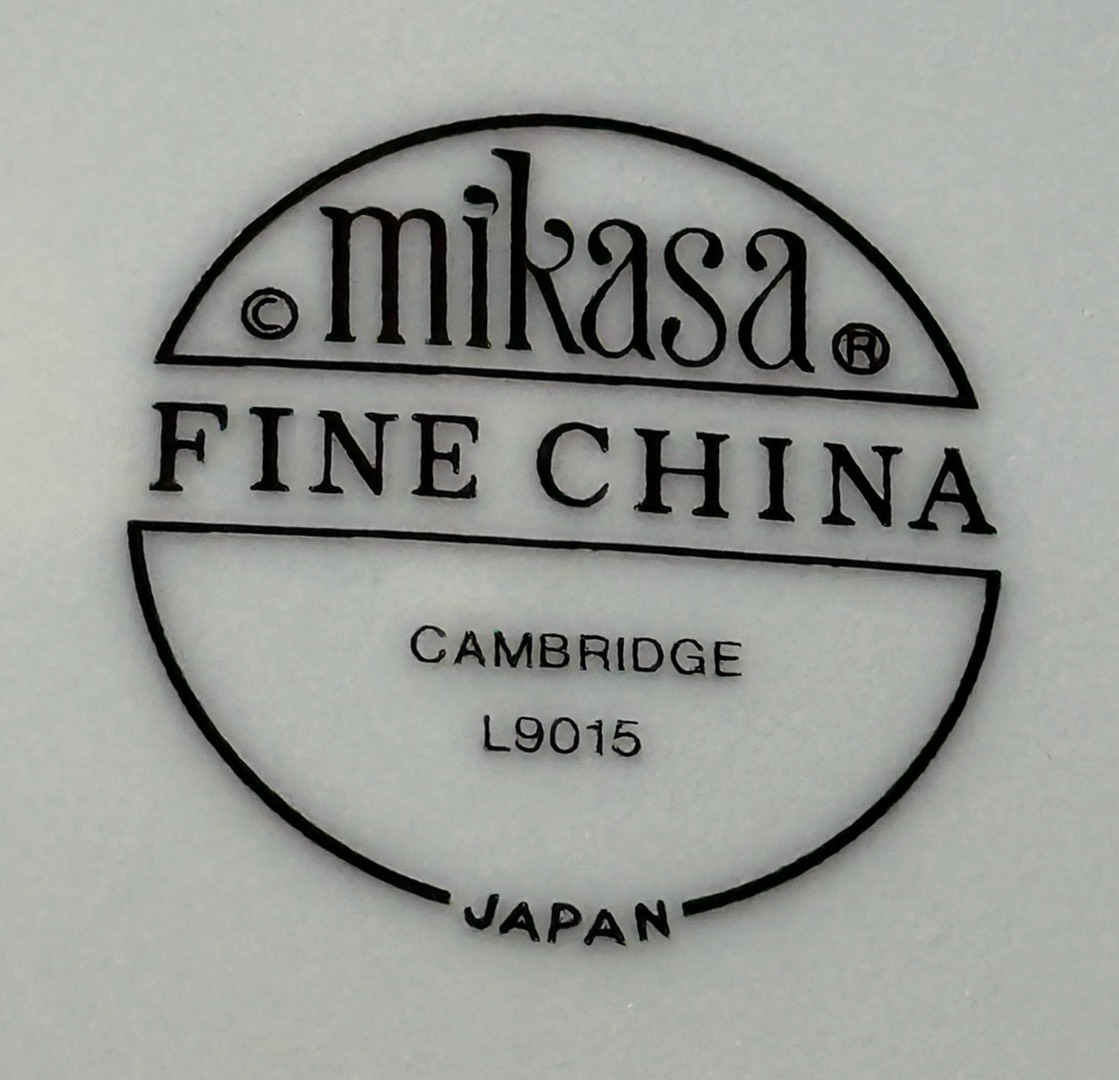 © mikasa ®
FINE CHINA
CAMBRIDGE
L9015
JAPAN